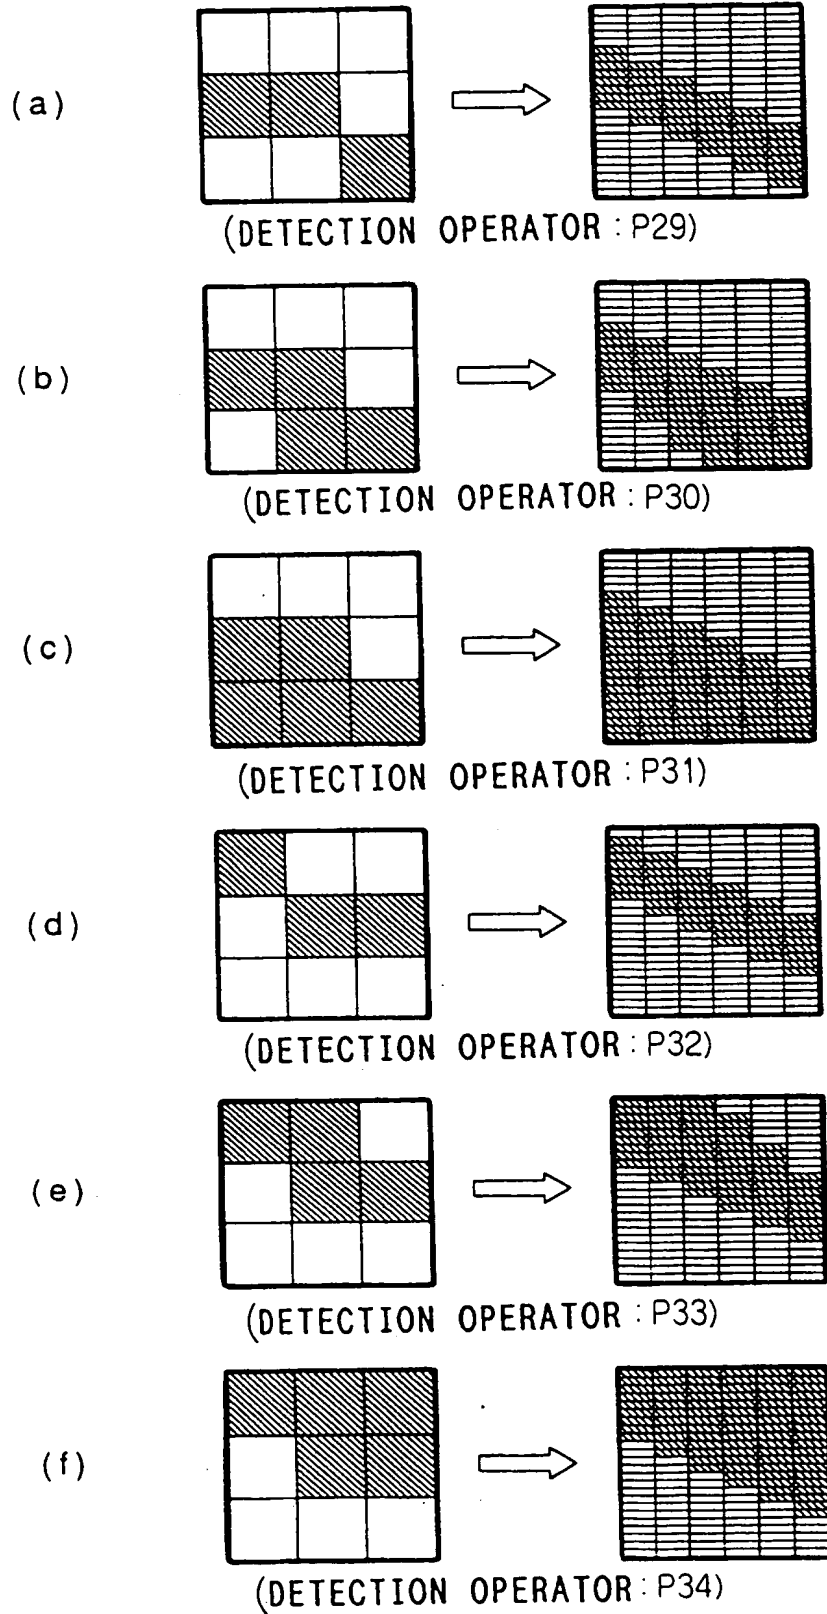 (a)
(DETECTION OPERATOR : P29)
(b)
(DETECTION OPERATOR : P30)
(c)
(DETECTION OPERATOR : P31)
(d)
(DETECTION OPERATOR : P32)
(e)
(DETECTION OPERATOR : P33)
(f)
(DETECTION OPERATOR : P34)